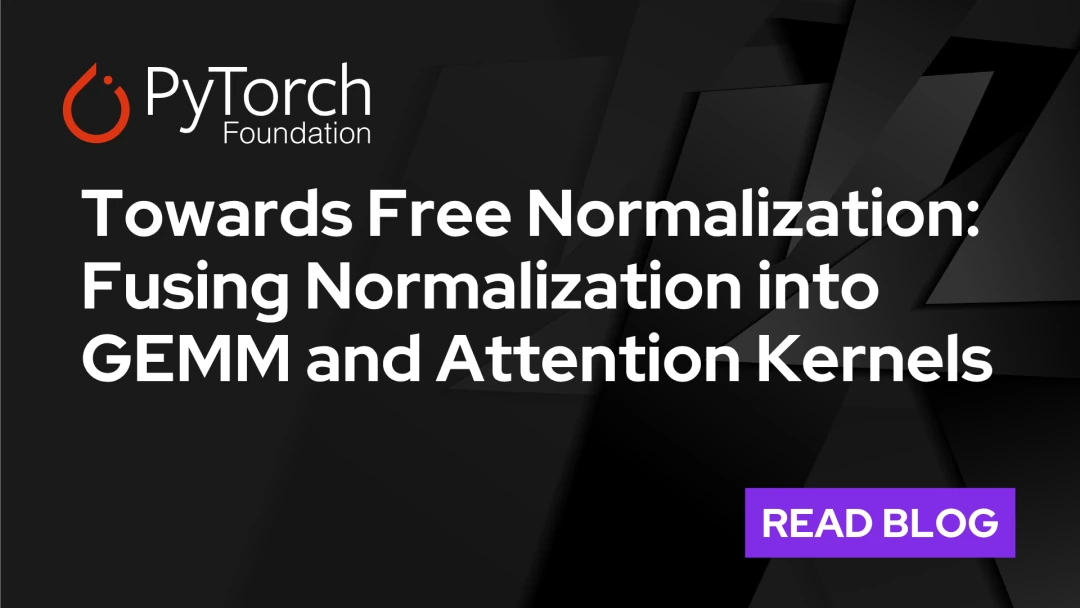 PyTorch
Foundation
Towards Free Normalization:
Fusing Normalization into
GEMM and Attention Kernels
READ BLOG